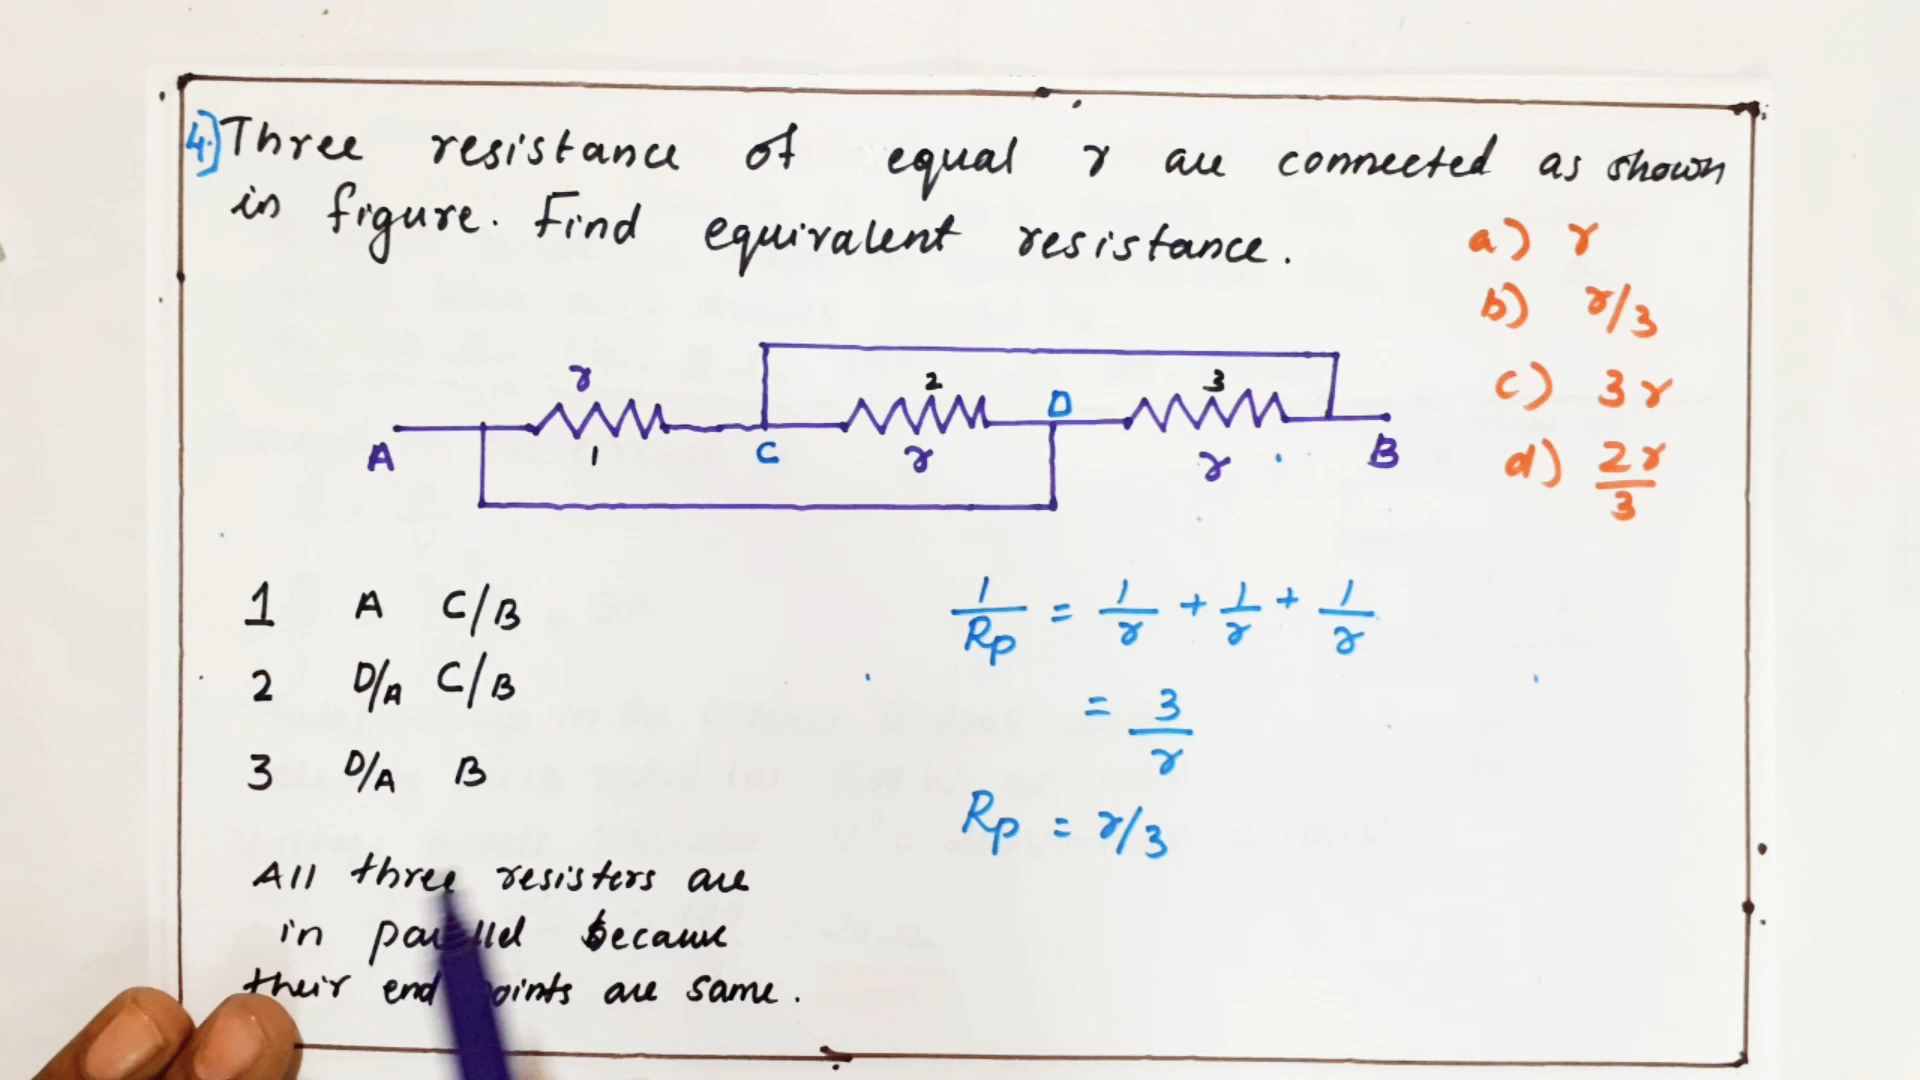 4.) Three resistance of equal r are connected as shown
in figure. Find equivalent resistance.
a) r
b) r/3
c) 3r
d) 2r/3
r 2 D 3
A 1 C r r B
1 A C/B
2 D/A C/B
3 D/A B
All three resisters are
in parallel because
their end points are same.
1/Rp = 1/r + 1/r + 1/r
= 3/r
Rp = r/3